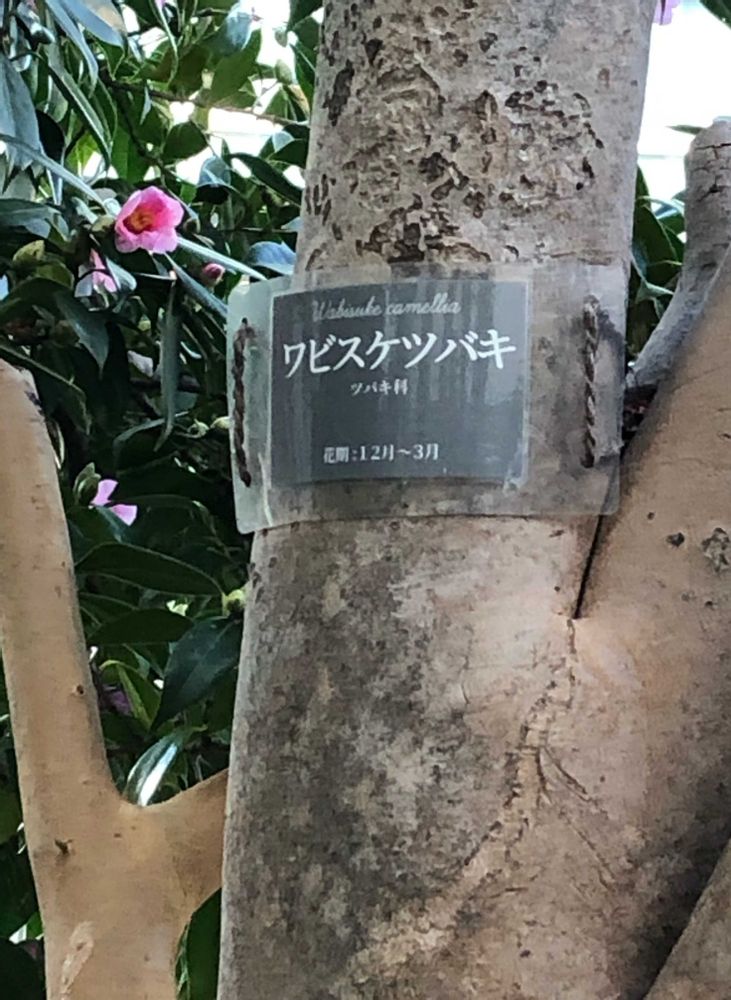 Wabisuke camellia
ワビスケツバキ
ツバキ科
花期:12月～3月